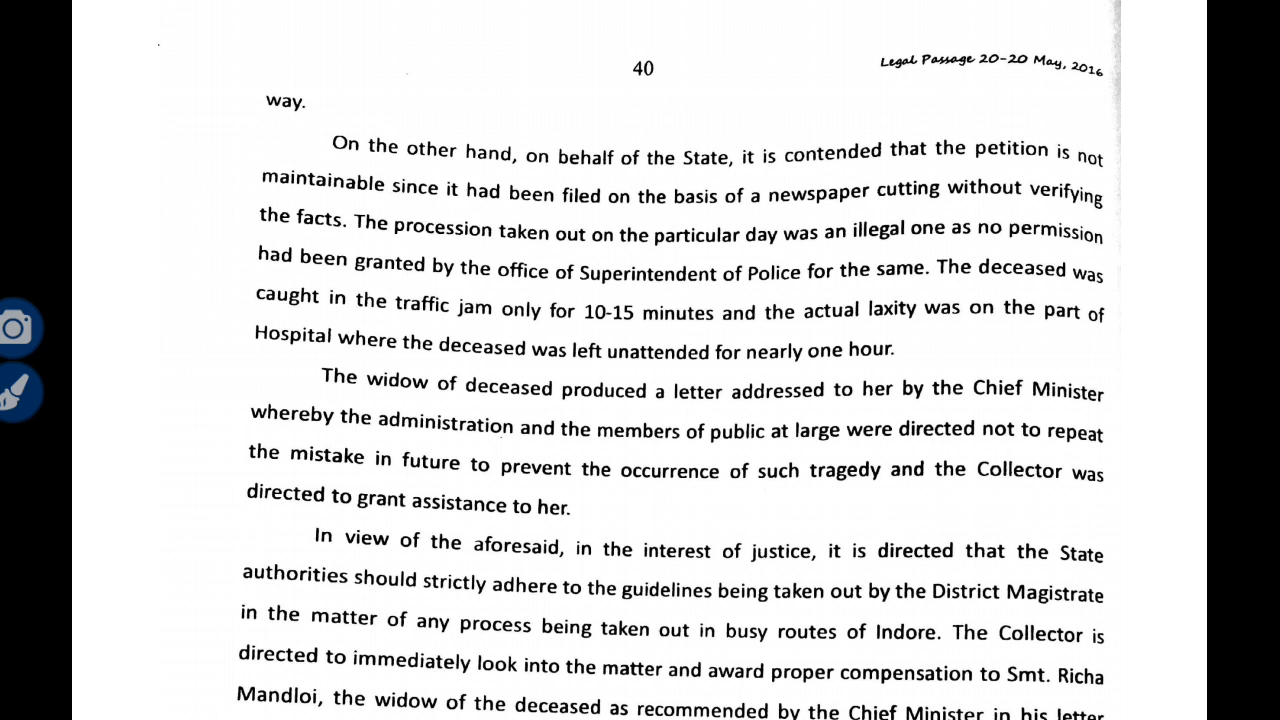 40
Legal Passage 20-20 May, 2016
way.
On the other hand, on behalf of the State, it is contended that the petition is not
maintainable since it had been filed on the basis of a newspaper cutting without verifying
the facts. The procession taken out on the particular day was an illegal one as no permission
had been granted by the office of Superintendent of Police for the same. The deceased was
caught in the traffic jam only for 10-15 minutes and the actual laxity was on the part of
Hospital where the deceased was left unattended for nearly one hour.
The widow of deceased produced a letter addressed to her by the Chief Minister
whereby the administration and the members of public at large were directed not to repeat
the mistake in future to prevent the occurrence of such tragedy and the Collector was
directed to grant assistance to her.
In view of the aforesaid, in the interest of justice, it is directed that the State
authorities should strictly adhere to the guidelines being taken out by the District Magistrate
in the matter of any process being taken out in busy routes of Indore. The Collector is
directed to immediately look into the matter and award proper compensation to Smt. Richa
Mandloi, the widow of the deceased as recommended by the Chief Minister in his letter